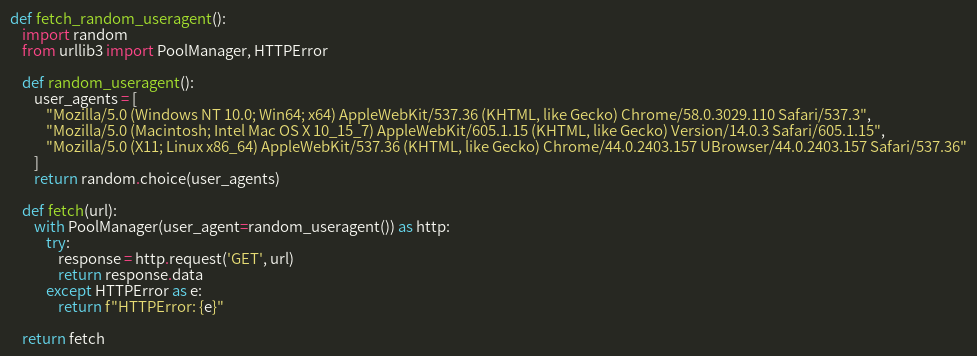 def fetch_random_useragent():
    import random
    from urllib3 import PoolManager, HTTPError

    def random_useragent():
        user_agents = [
            "Mozilla/5.0 (Windows NT 10.0; Win64; x64) AppleWebKit/537.36 (KHTML, like Gecko) Chrome/58.0.3029.110 Safari/537.3",
            "Mozilla/5.0 (Macintosh; Intel Mac OS X 10_15_7) AppleWebKit/605.1.15 (KHTML, like Gecko) Version/14.0.3 Safari/605.1.15",
            "Mozilla/5.0 (X11; Linux x86_64) AppleWebKit/537.36 (KHTML, like Gecko) Chrome/44.0.2403.157 UBrowser/44.0.2403.157 Safari/537.36"
        ]
        return random.choice(user_agents)

    def fetch(url):
        with PoolManager(user_agent=random_useragent()) as http:
            try:
                response = http.request('GET', url)
                return response.data
            except HTTPError as e:
                return f"HTTPError: {e}"

    return fetch